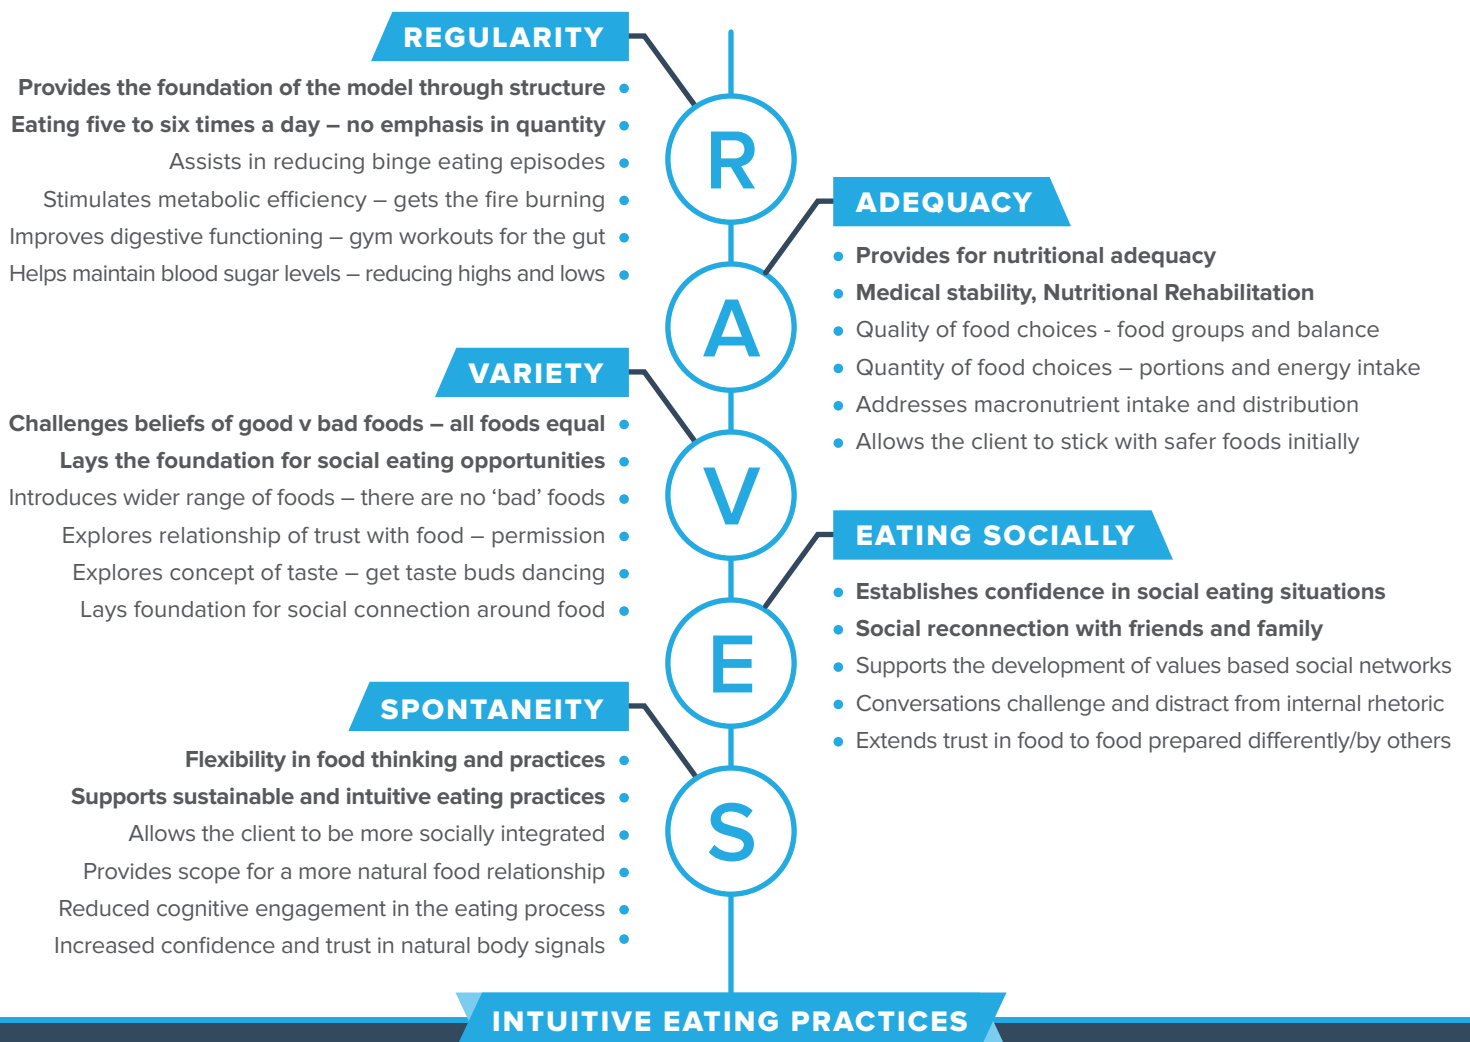 REGULARITY
Provides the foundation of the model through structure
Eating five to six times a day – no emphasis in quantity
Assists in reducing binge eating episodes
Stimulates metabolic efficiency – gets the fire burning
Improves digestive functioning – gym workouts for the gut
Helps maintain blood sugar levels – reducing highs and lows
R
ADEQUACY
Provides for nutritional adequacy
Medical stability, Nutritional Rehabilitation
Quality of food choices - food groups and balance
Quantity of food choices – portions and energy intake
Addresses macronutrient intake and distribution
Allows the client to stick with safer foods initially
A
VARIETY
Challenges beliefs of good v bad foods – all foods equal
Lays the foundation for social eating opportunities
Introduces wider range of foods – there are no ‘bad’ foods
Explores relationship of trust with food – permission
Explores concept of taste – get taste buds dancing
Lays foundation for social connection around food
V
EATING SOCIALLY
Establishes confidence in social eating situations
Social reconnection with friends and family
Supports the development of values based social networks
Conversations challenge and distract from internal rhetoric
Extends trust in food to food prepared differently/by others
E
SPONTANEITY
Flexibility in food thinking and practices
Supports sustainable and intuitive eating practices
Allows the client to be more socially integrated
Provides scope for a more natural food relationship
Reduced cognitive engagement in the eating process
Increased confidence and trust in natural body signals
S
INTUITIVE EATING PRACTICES